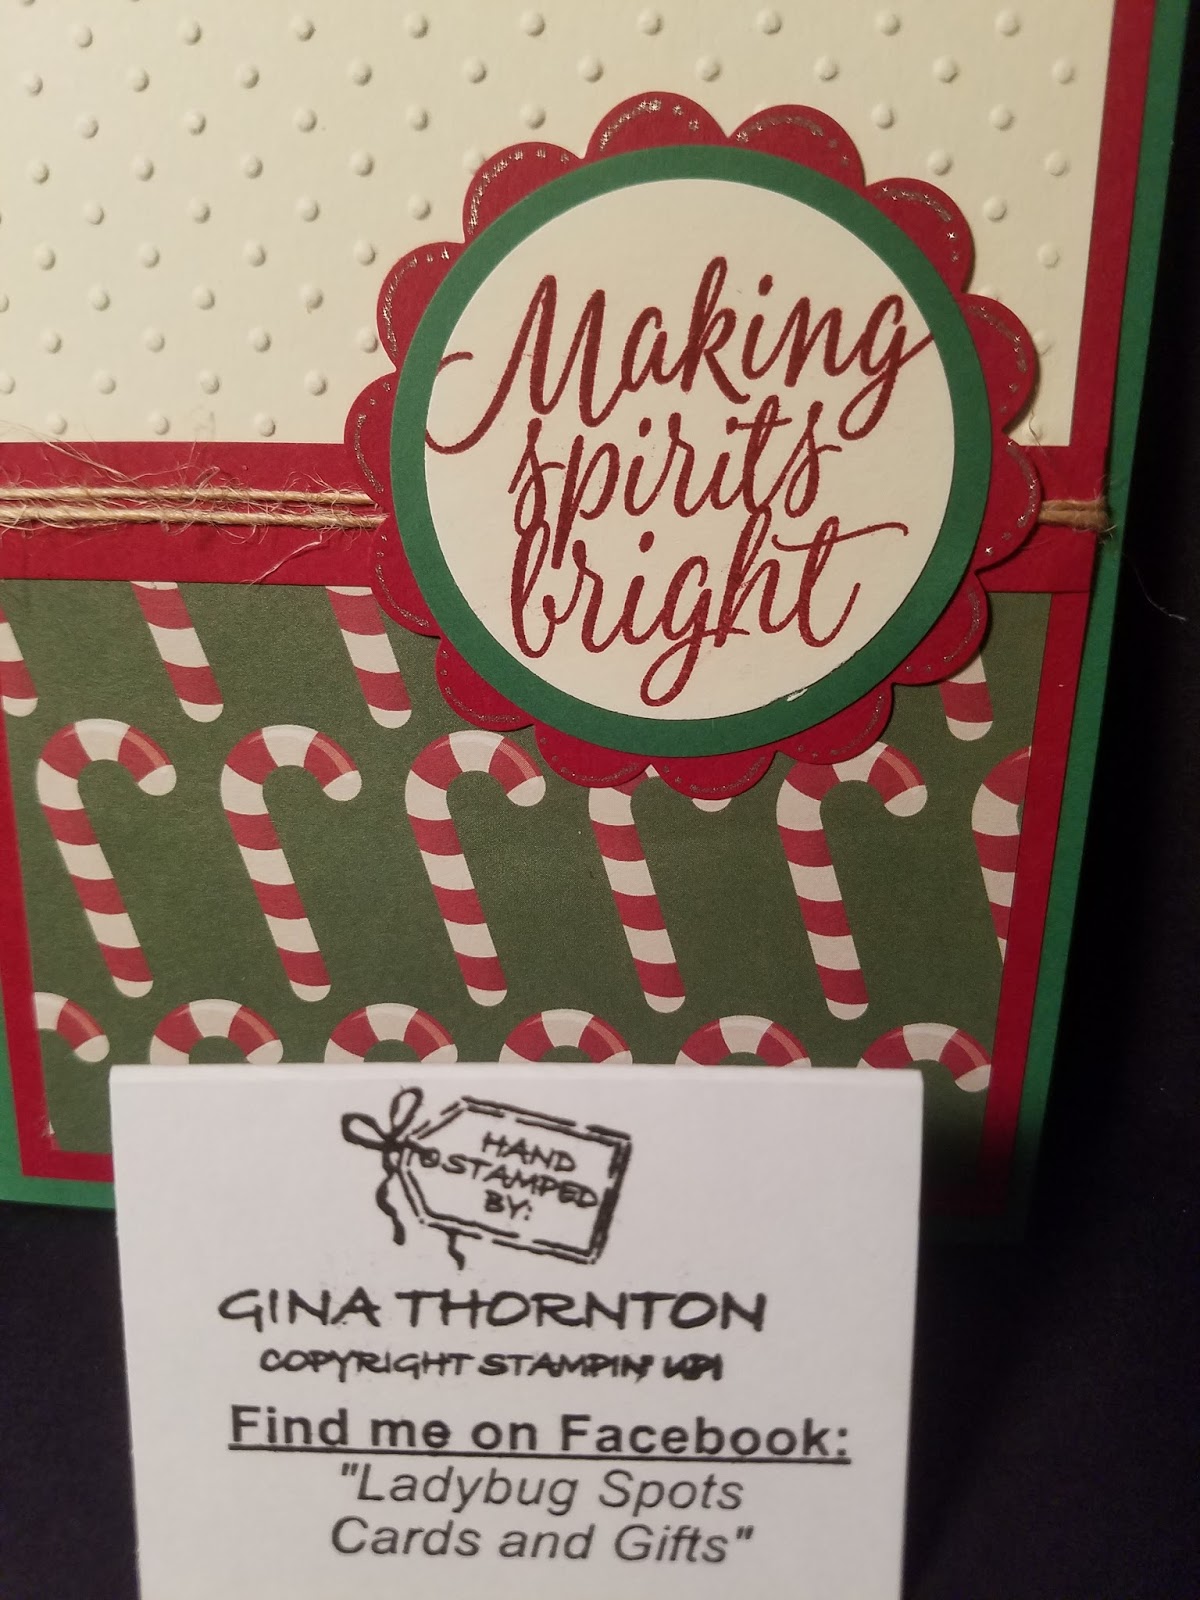 Making
spirits
bright
HAND
STAMPED
BY:
GINA THORNTON
COPYRIGHT STAMPIN' UP!
Find me on Facebook:
"Ladybug Spots
Cards and Gifts"